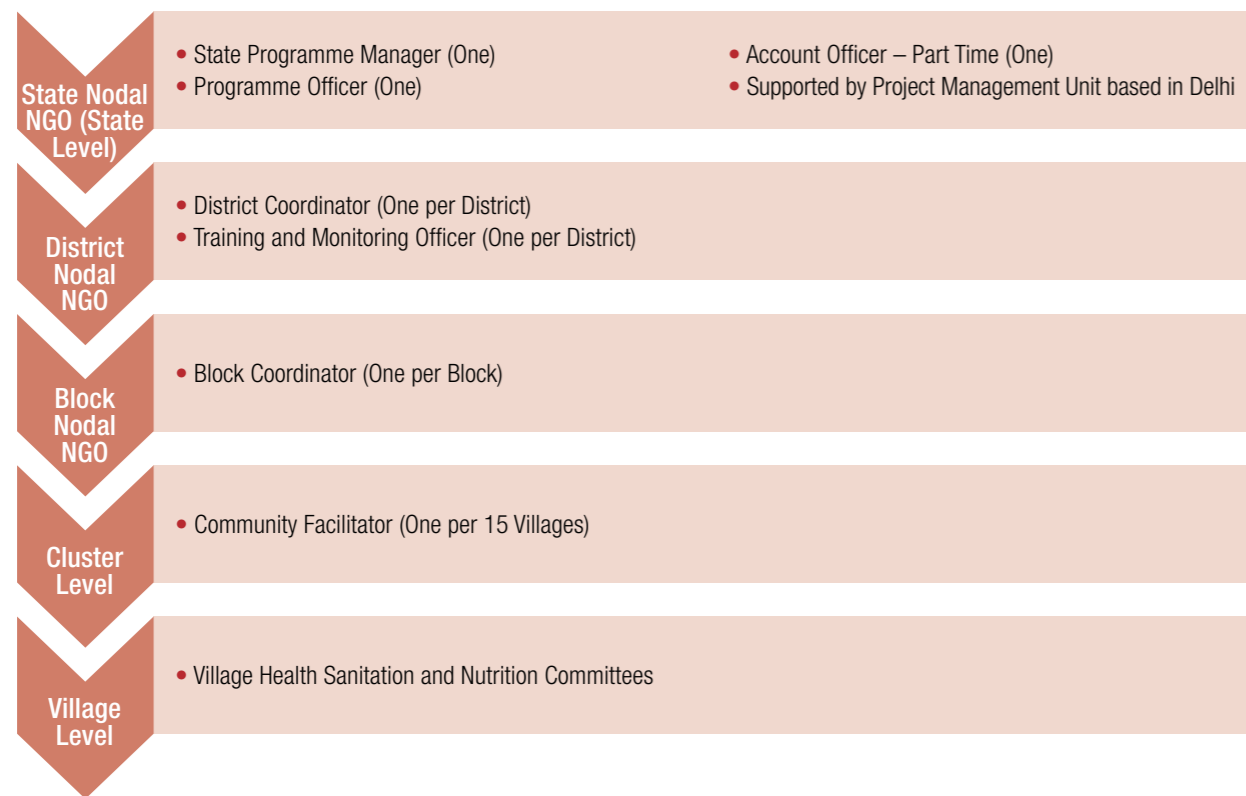 State Nodal
NGO (State
Level)
• State Programme Manager (One)
• Programme Officer (One)
• Account Officer – Part Time (One)
• Supported by Project Management Unit based in Delhi
District
Nodal
NGO
• District Coordinator (One per District)
• Training and Monitoring Officer (One per District)
Block
Nodal
NGO
• Block Coordinator (One per Block)
Cluster
Level
• Community Facilitator (One per 15 Villages)
Village
Level
• Village Health Sanitation and Nutrition Committees